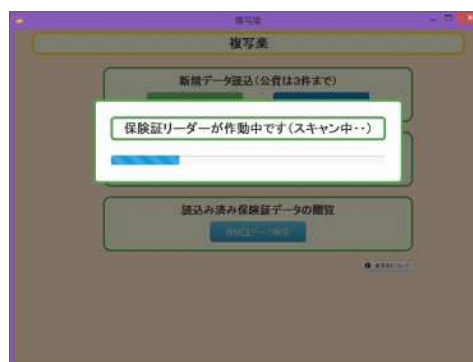 複写楽
複写楽
新規データ読込(公費は3件まで)
保険証リーダーが作動中です(スキャン中・・)
読込み済み保険証データの閲覧